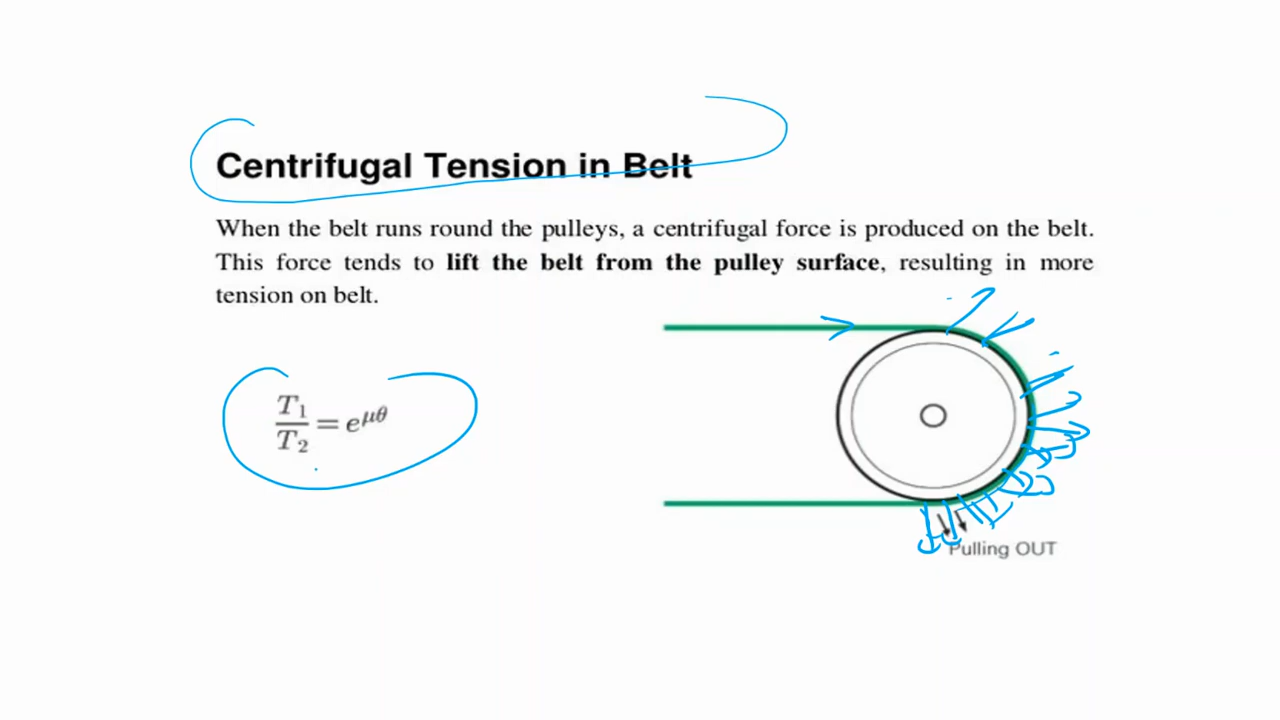 Centrifugal Tension in Belt
When the belt runs round the pulleys, a centrifugal force is produced on the belt.
This force tends to lift the belt from the pulley surface, resulting in more
tension on belt.
T₁/T₂ = e^μθ
Pulling OUT